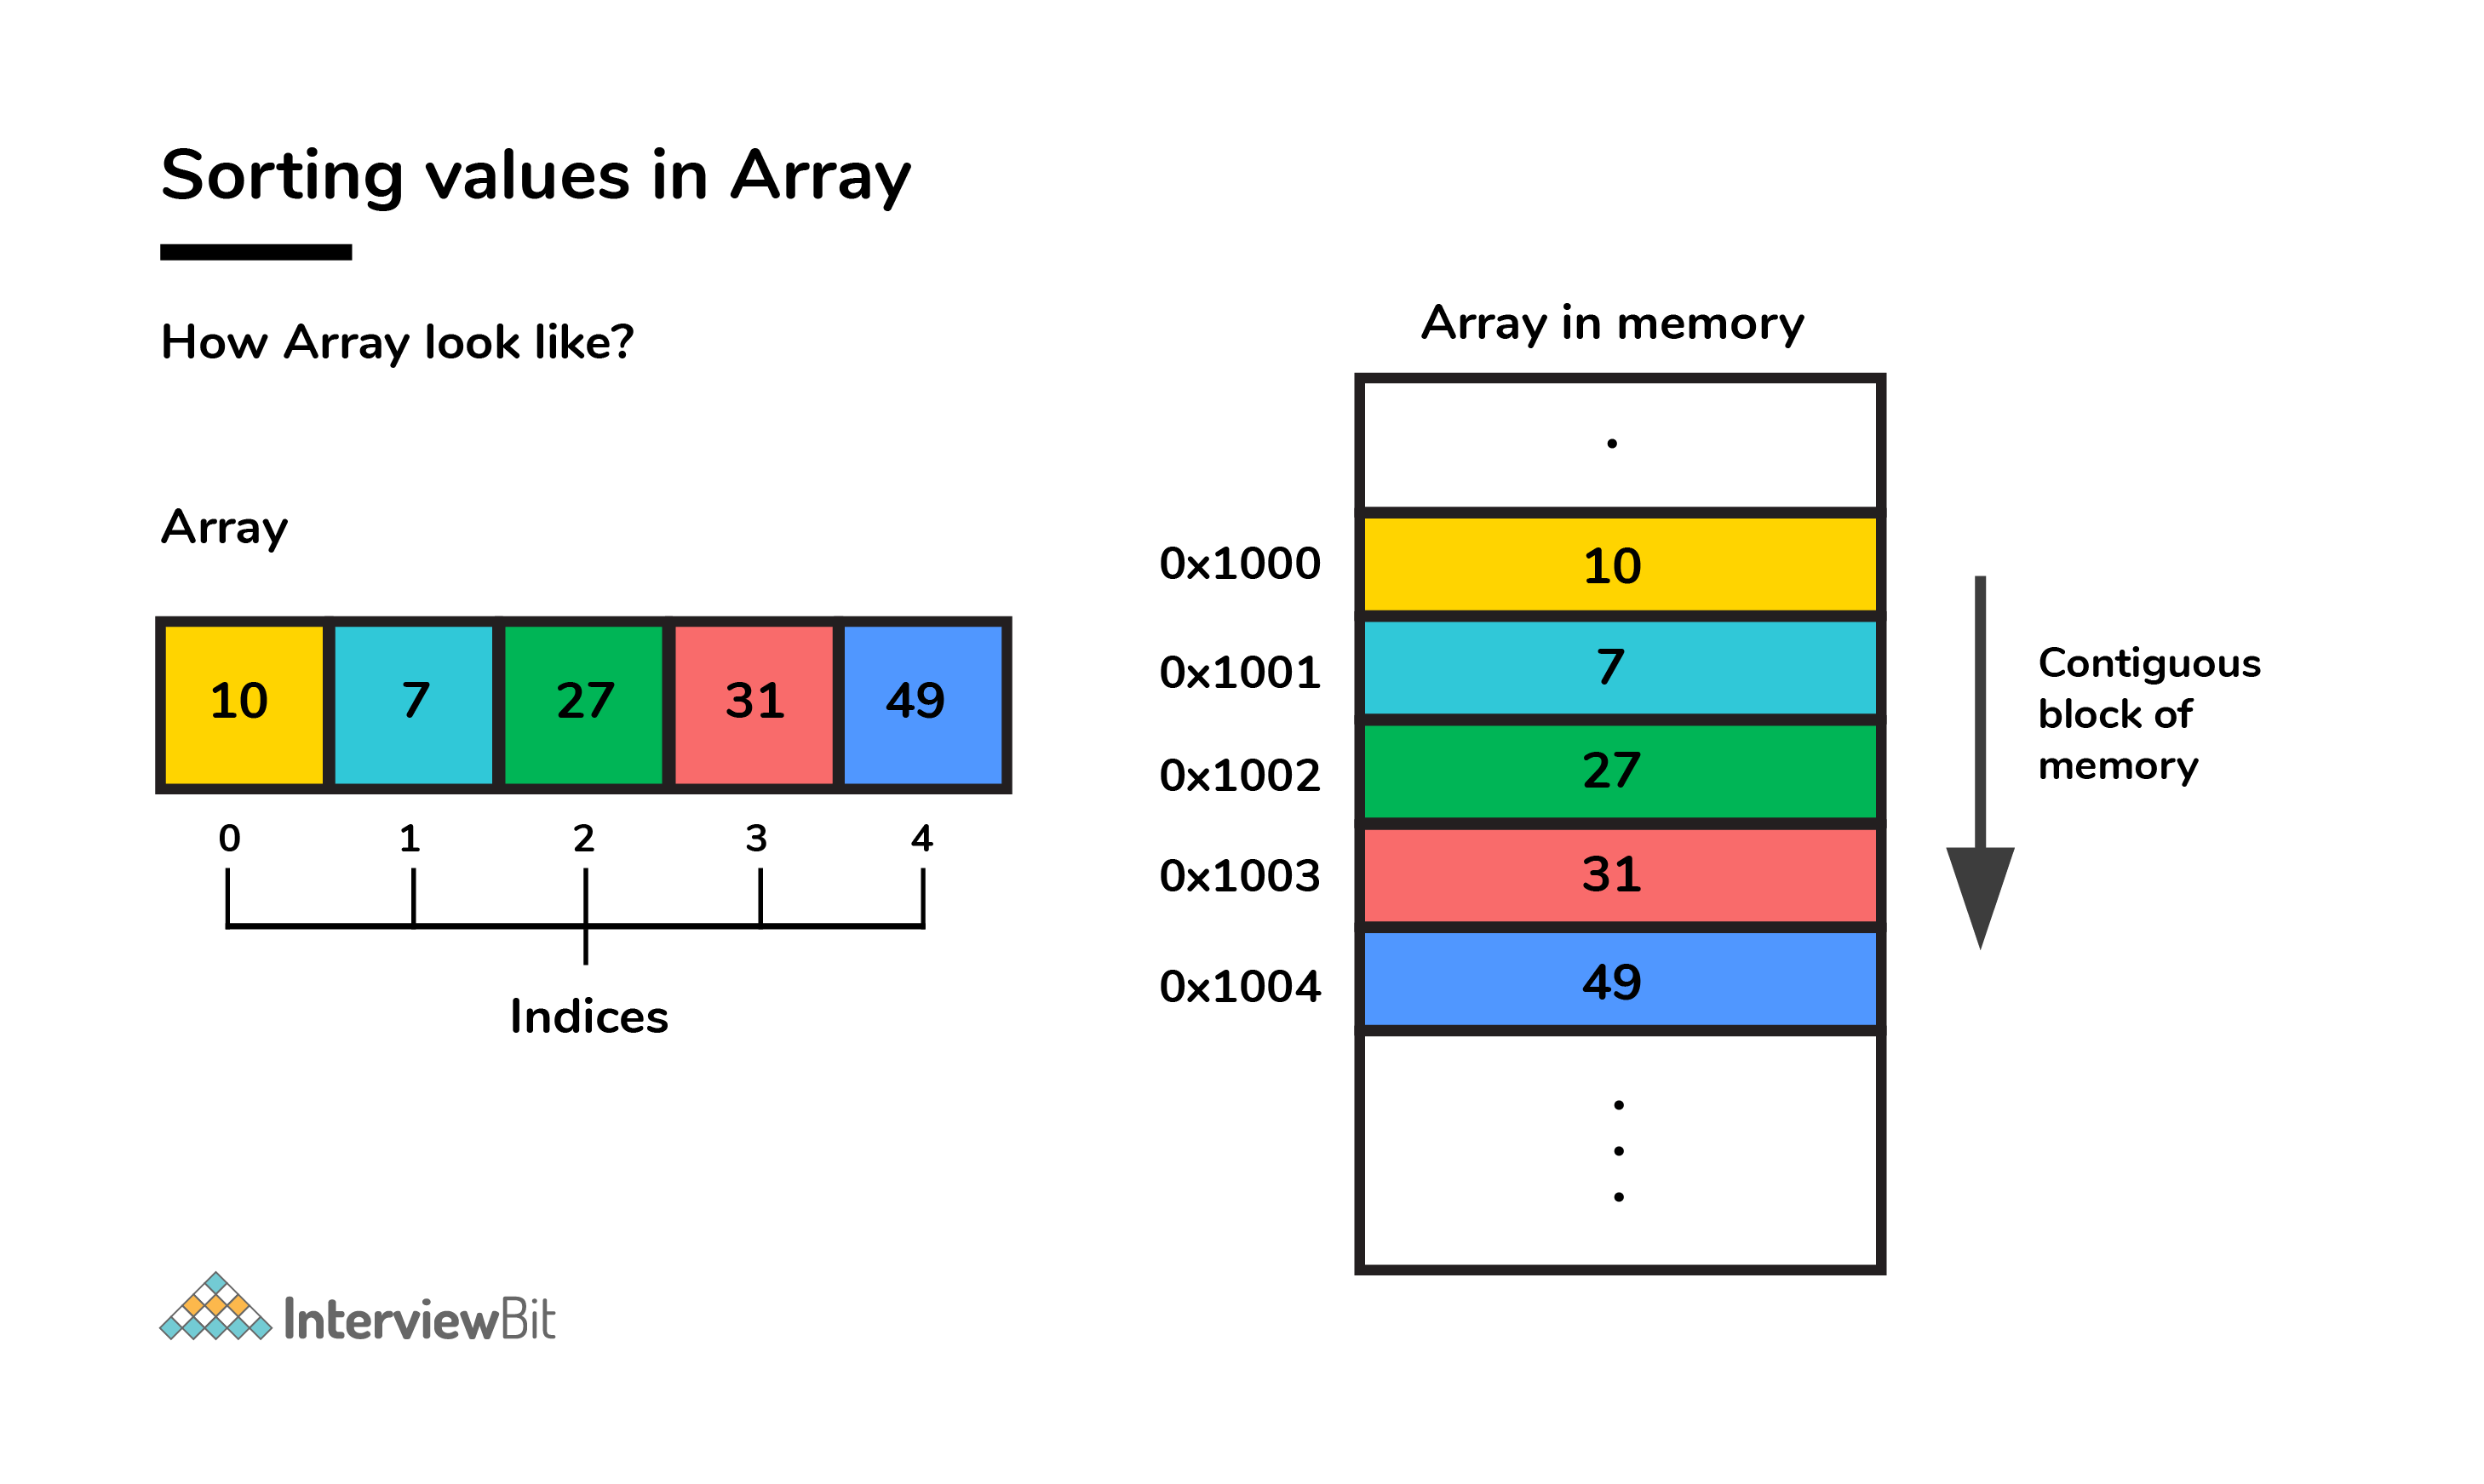 Sorting values in Array
How Array look like?
Array
10 7 27 31 49
0 1 2 3 4
Indices
Array in memory
0x1000 10
0x1001 7
0x1002 27
0x1003 31
0x1004 49
Contiguous
block of
memory
InterviewBit